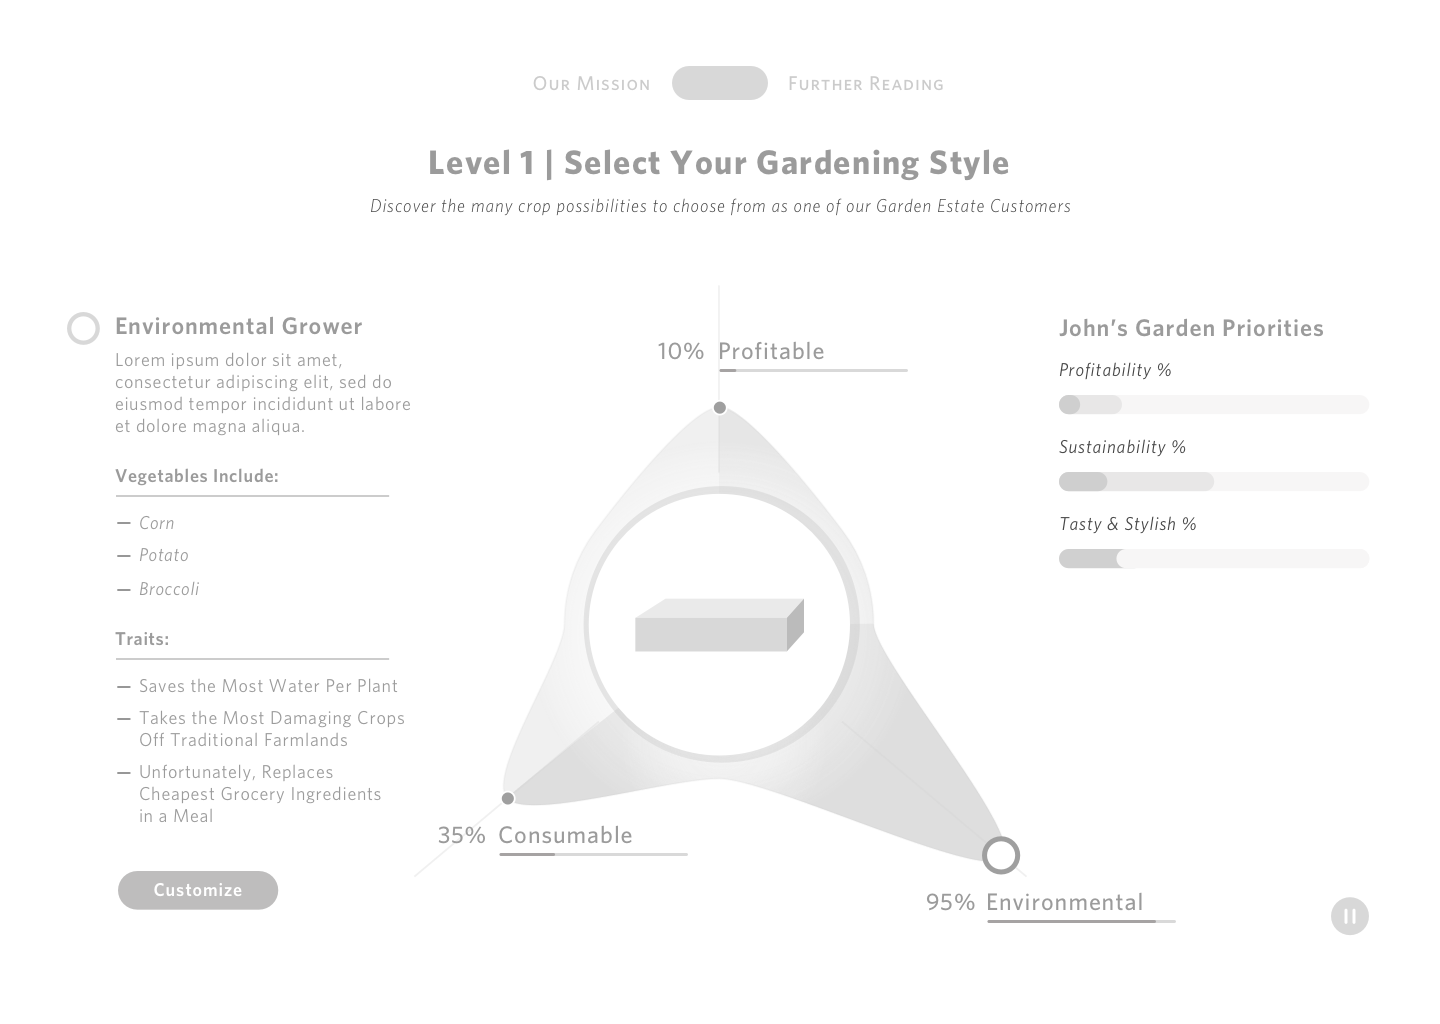 Our Mission
Further Reading
Level 1 | Select Your Gardening Style
Discover the many crop possibilities to choose from as one of our Garden Estate Customers
Environmental Grower
Lorem ipsum dolor sit amet,
consectetur adipiscing elit, sed do
eiusmod tempor incididunt ut labore
et dolore magna aliqua.
Vegetables Include:
— Corn
— Potato
— Broccoli
Traits:
— Saves the Most Water Per Plant
— Takes the Most Damaging Crops
Off Traditional Farmlands
— Unfortunately, Replaces
Cheapest Grocery Ingredients
in a Meal
Customize
10% Profitable
35% Consumable
95% Environmental
John’s Garden Priorities
Profitability %
Sustainability %
Tasty & Stylish %